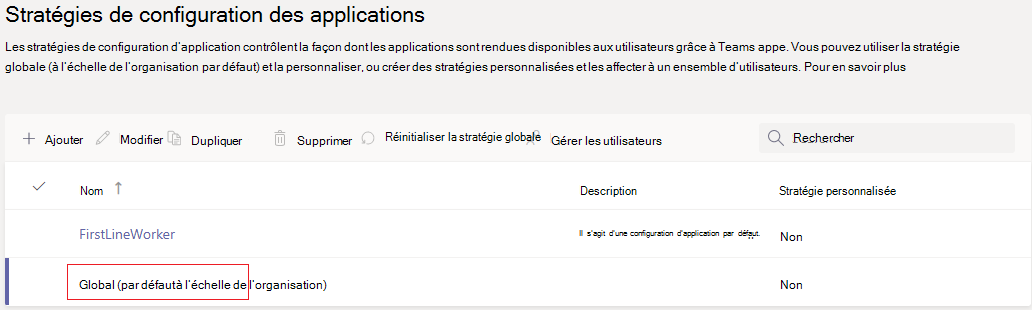 Stratégies de configuration des applications
Les stratégies de configuration d'application contrôlent la façon dont les applications sont rendues disponibles aux utilisateurs grâce à Teams appe. Vous pouvez utiliser la stratégie
globale (à l'échelle de l'organisation par défaut) et la personnaliser, ou créer des stratégies personnalisées et les affecter à un ensemble d'utilisateurs. Pour en savoir plus
Ajouter Modifier Dupliquer Supprimer Réinitialiser la stratégie globale Gérer les utilisateurs Rechercher
Nom Description Stratégie personnalisée
FirstLineWorker Il s'agit d'une configuration d'application par défaut. Non
Global (par défautà l'échelle de l'organisation) Non